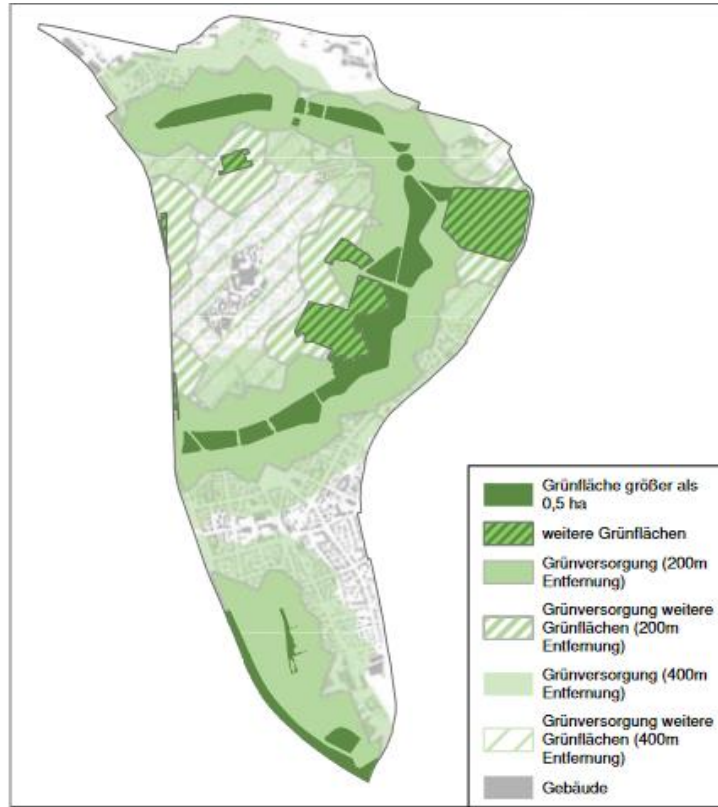 Grünfläche größer als
0,5 ha
weitere Grünflächen
Grünversorgung (200m
Entfernung)
Grünversorgung weitere
Grünflächen (200m
Entfernung)
Grünversorgung (400m
Entfernung)
Grünversorgung weitere
Grünflächen (400m
Entfernung)
Gebäude